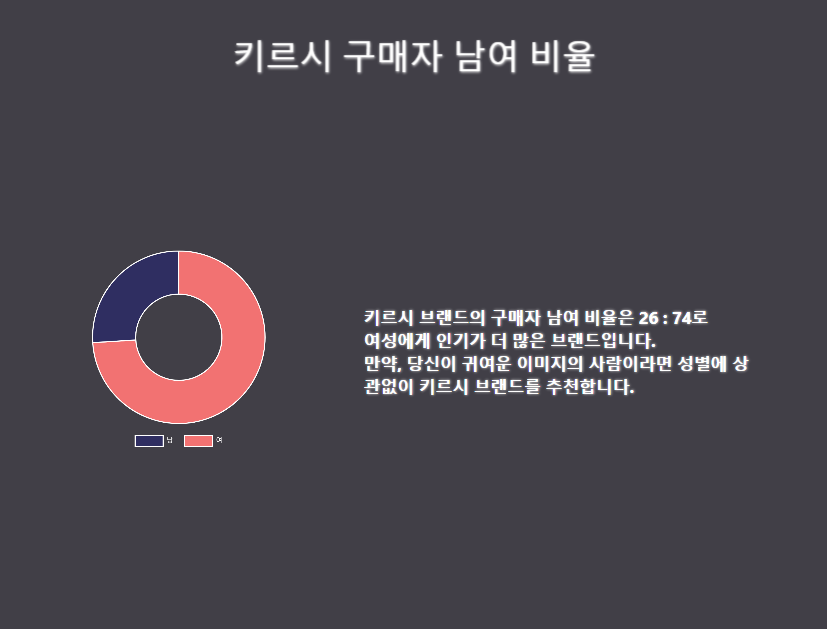 키르시 구매자 남여 비율
키르시 브랜드의 구매자 남여 비율은 26 : 74로
여성에게 인기가 더 많은 브랜드입니다.
만약, 당신이 귀여운 이미지의 사람이라면 성별에 상
관없이 키르시 브랜드를 추천합니다.
남 여